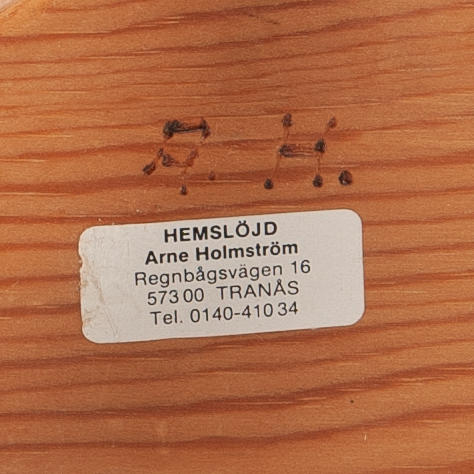 A. H.
HEMSLÖJD
Arne Holmström
Regnbågsvägen 16
573 00 TRANÅS
Tel. 0140-410 34